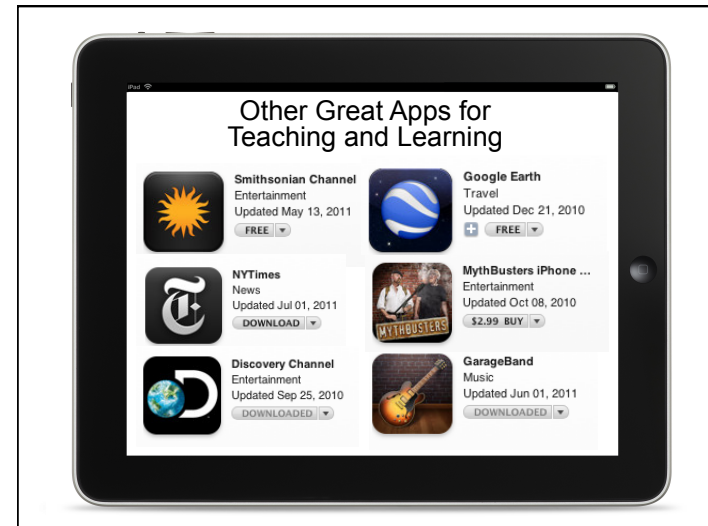 iPad
Other Great Apps for
Teaching and Learning
Smithsonian Channel
Entertainment
Updated May 13, 2011
FREE
Google Earth
Travel
Updated Dec 21, 2010
FREE
NYTimes
News
Updated Jul 01, 2011
DOWNLOAD
MythBusters iPhone ...
Entertainment
Updated Oct 08, 2010
$2.99 BUY
MYTHBUSTERS
Discovery Channel
Entertainment
Updated Sep 25, 2010
DOWNLOADED
D
GarageBand
Music
Updated Jun 01, 2011
DOWNLOADED